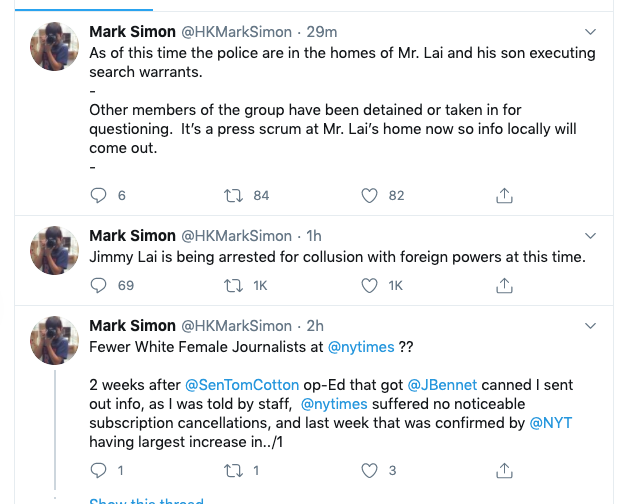 Mark Simon @HKMarkSimon · 29m
As of this time the police are in the homes of Mr. Lai and his son executing
search warrants.
-
Other members of the group have been detained or taken in for
questioning.  It's a press scrum at Mr. Lai's home now so info locally will
come out.
-
6 84 82
Mark Simon @HKMarkSimon · 1h
Jimmy Lai is being arrested for collusion with foreign powers at this time.
69 1K 1K
Mark Simon @HKMarkSimon · 2h
Fewer White Female Journalists at @nytimes ??
2 weeks after @SenTomCotton op-Ed that got @JBennet canned I sent
out info, as I was told by staff,  @nytimes suffered no noticeable
subscription cancellations, and last week that was confirmed by @NYT
having largest increase in../1
1 1 3
Show this thread